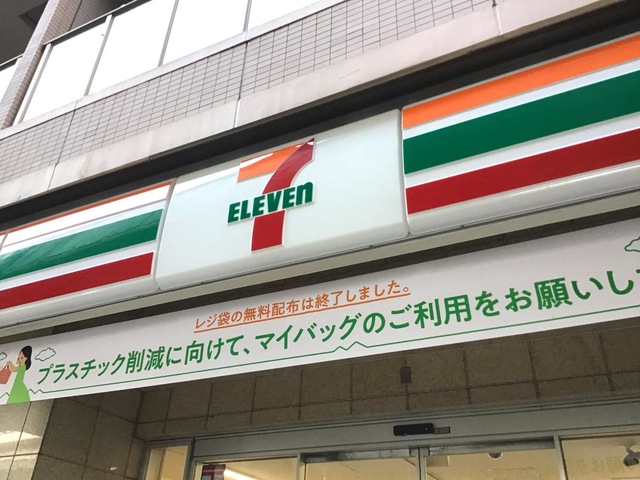 7
ELEVEn
レジ袋の無料配布は終了しました。
プラスチック削減に向けて、マイバッグのご利用をお願いし